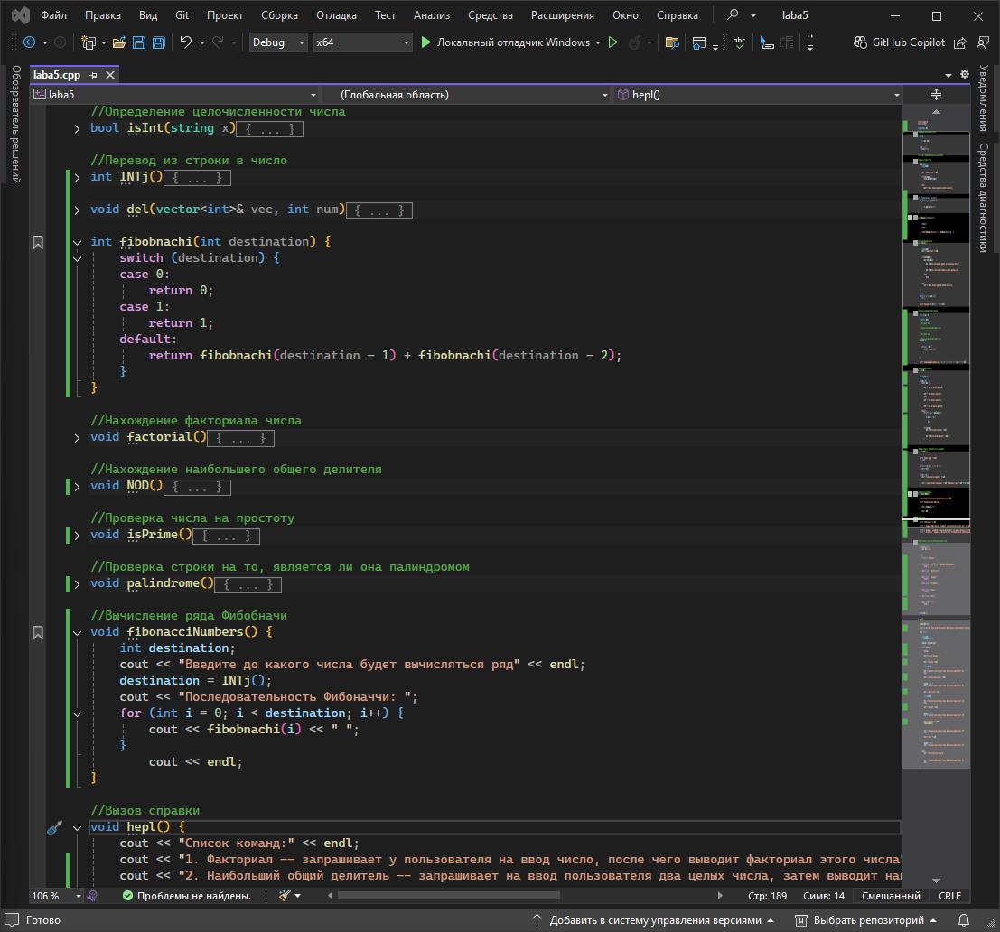 Файл Правка Вид Git Проект Сборка Отладка Тест Анализ Средства Расширения Окно Справка laba5
Debug x64 Локальный отладчик Windows abc GitHub Copilot
Обозреватель решений
laba5.cpp
laba5 (Глобальная область) hepl()
//Определение целочисленности числа
bool isInt(string x){ ... }
//Перевод из строки в число
int INTj(){ ... }
void del(vector<int>& vec, int num){ ... }
int fibobnachi(int destination) {
switch (destination) {
case 0:
return 0;
case 1:
return 1;
default:
return fibobnachi(destination - 1) + fibobnachi(destination - 2);
}
}
//Нахождение факториала числа
void factorial(){ ... }
//Нахождение наибольшего общего делителя
void NOD(){ ... }
//Проверка числа на простоту
void isPrime(){ ... }
//Проверка строки на то, является ли она палиндромом
void palindrome(){ ... }
//Вычисление ряда Фибобначи
void fibonacciNumbers() {
int destination;
cout << "Введите до какого числа будет вычисляться ряд" << endl;
destination = INTj();
cout << "Последовательность Фибоначчи: ";
for (int i = 0; i < destination; i++) {
cout << fibobnachi(i) << " ";
}
cout << endl;
}
//Вызов справки
void hepl() {
cout << "Список команд:" << endl;
cout << "1. Факториал -- запрашивает у пользователя на ввод число, после чего выводит факториал этого числа"
cout << "2. Наибольший общий делитель -- запрашивает на ввод пользователя два целых числа, затем выводит
Уведомления
Средства диагностики
106 % Проблемы не найдены. Стр: 189 Симв: 14 Смешанный CRLF
Готово Добавить в систему управления версиями Выбрать репозиторий